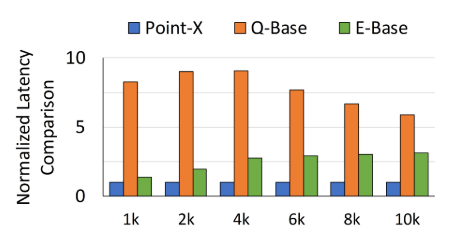 Point-X Q-Base E-Base
Normalized Latency
Comparison
10
5
0
1k 2k 4k 6k 8k 10k